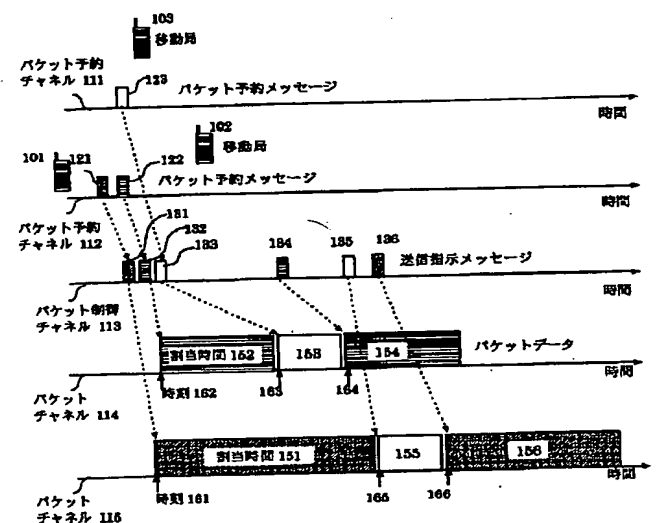 103
移動局
パケット予約
チャネル 111
123
パケット予約メッセージ
時間
102
移動局
101
121
122
パケット予約メッセージ
時間
パケット予約
チャネル 112
131
132
133
134
135
136
送信指示メッセージ
時間
パケット制御
チャネル 113
割当時間 152
153
154
パケットデータ
時間
パケット
チャネル 114
時刻 162
163
164
割当時間 151
155
156
時間
パケット
チャネル 115
時刻 161
165
166